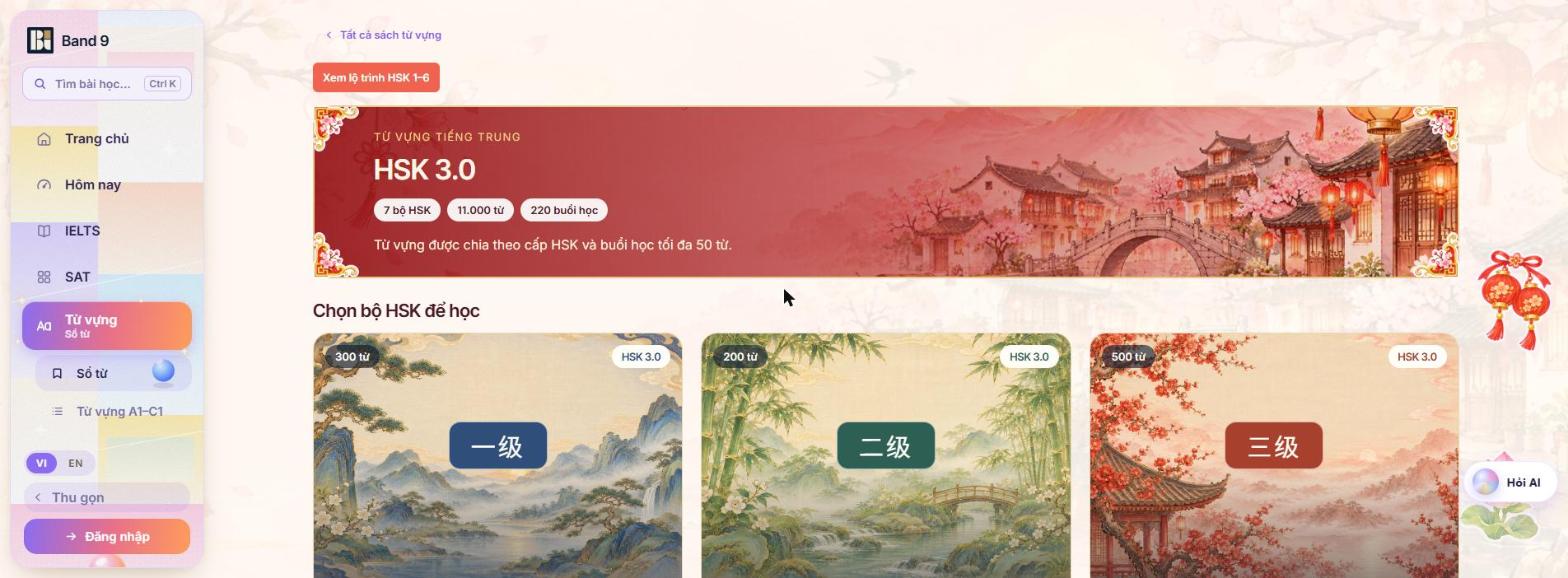 Band 9
Tìm bài học... Ctrl K
Trang chủ
Hôm nay
IELTS
SAT
Aa Từ vựng
Sổ từ
Sổ từ
Từ vựng A1–C1
VI EN
Thu gọn
Đăng nhập
Tất cả sách từ vựng
Xem lộ trình HSK 1–6
TỪ VỰNG TIẾNG TRUNG
HSK 3.0
7 bộ HSK 11.000 từ 220 buổi học
Từ vựng được chia theo cấp HSK và buổi học tối đa 50 từ.
Chọn bộ HSK để học
300 từ HSK 3.0
一级
200 từ HSK 3.0
二级
500 từ HSK 3.0
三级
Hỏi AI